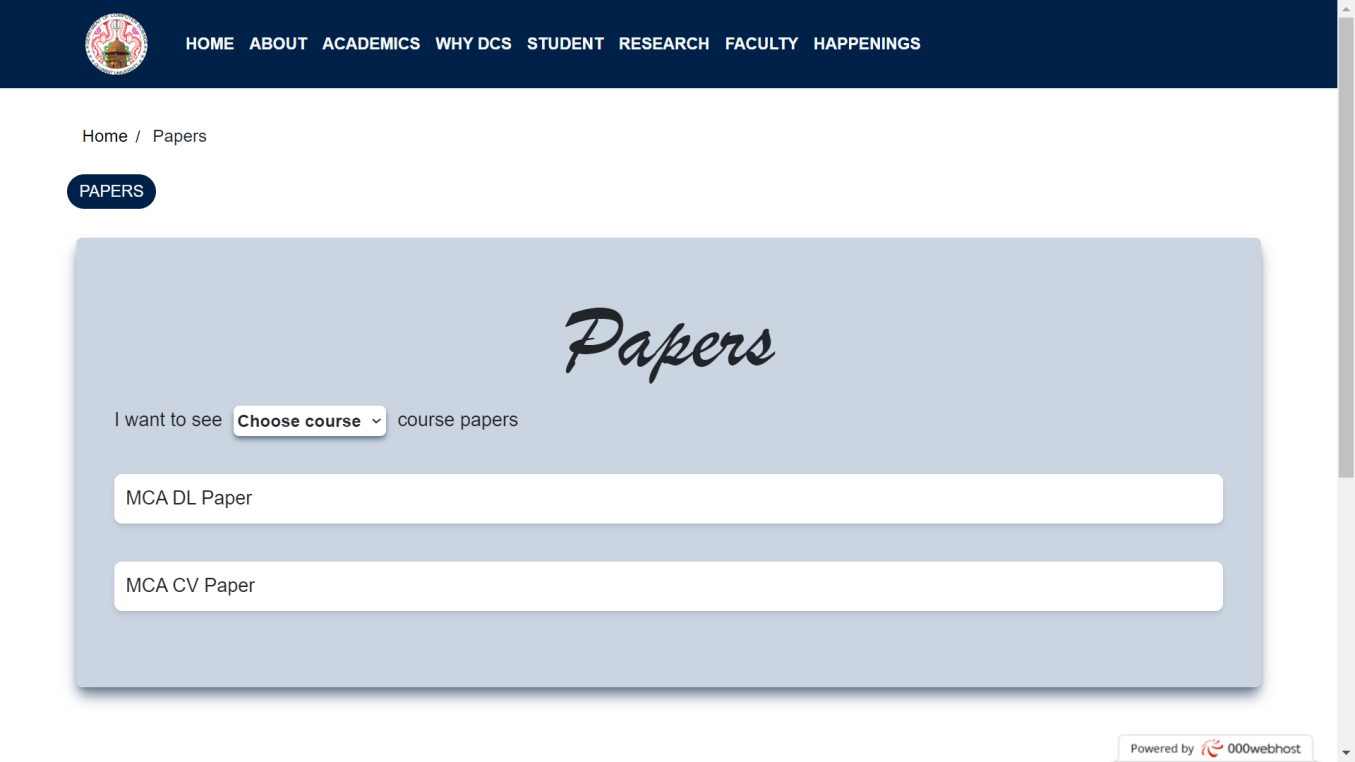 HOME ABOUT ACADEMICS WHY DCS STUDENT RESEARCH FACULTY HAPPENINGS
Home / Papers
PAPERS
Papers
I want to see Choose course course papers
MCA DL Paper
MCA CV Paper
Powered by 000webhost